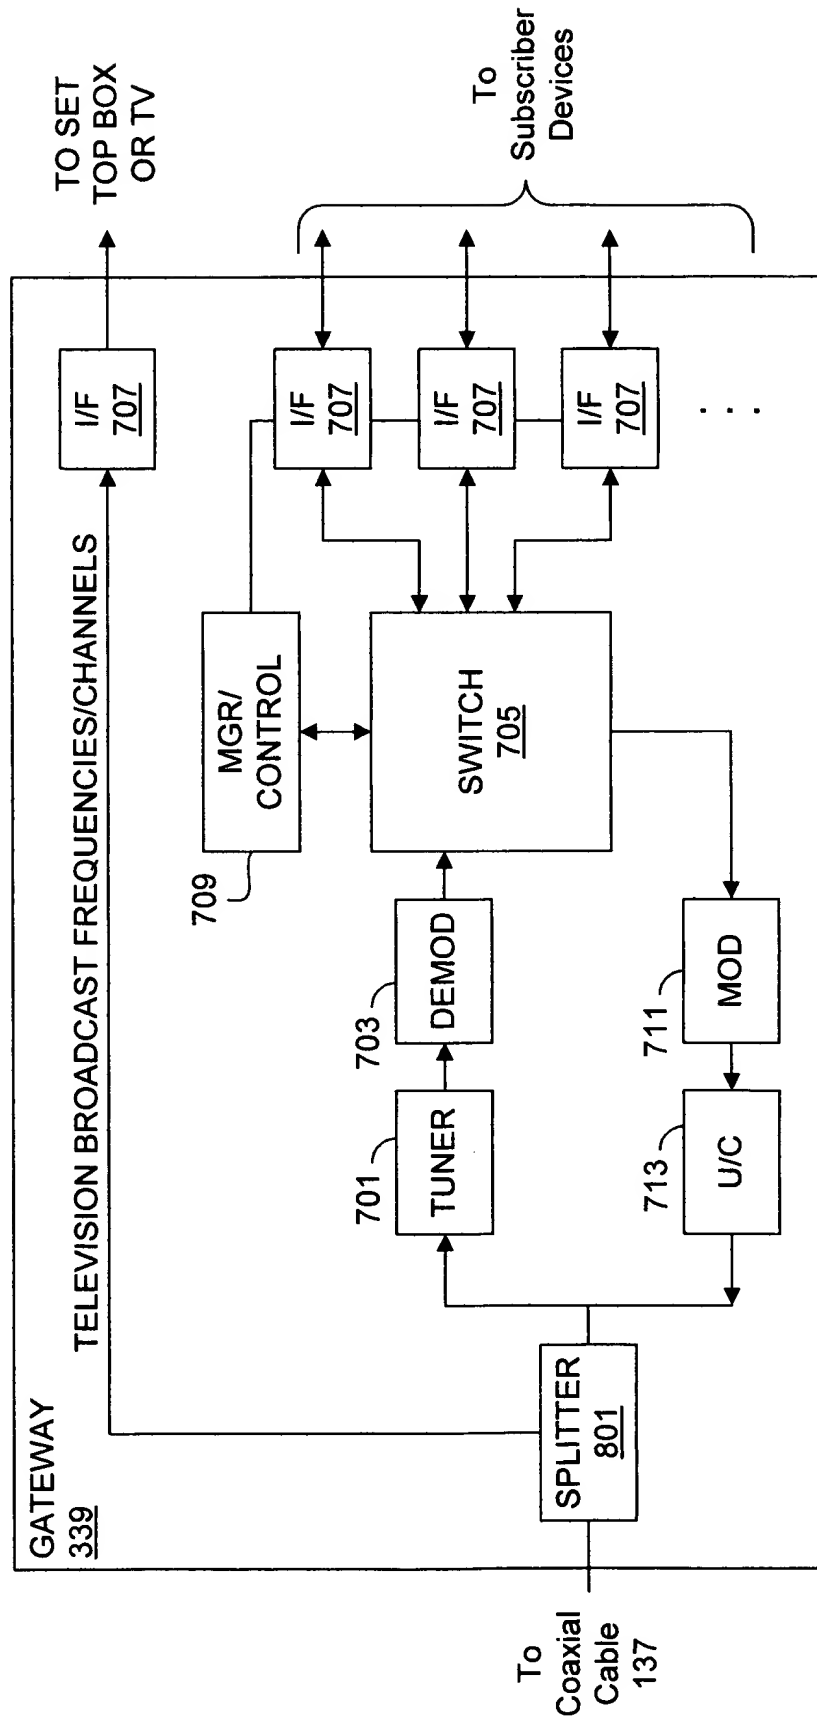 GATEWAY
339
TELEVISION BROADCAST FREQUENCIES/CHANNELS
I/F
707
TO SET
TOP BOX
OR TV
709
MGR/
CONTROL
I/F
707
I/F
707
I/F
707
. . .
To
Subscriber
Devices
701
TUNER
703
DEMOD
SWITCH
705
To
Coaxial
Cable
137
SPLITTER
801
713
U/C
711
MOD